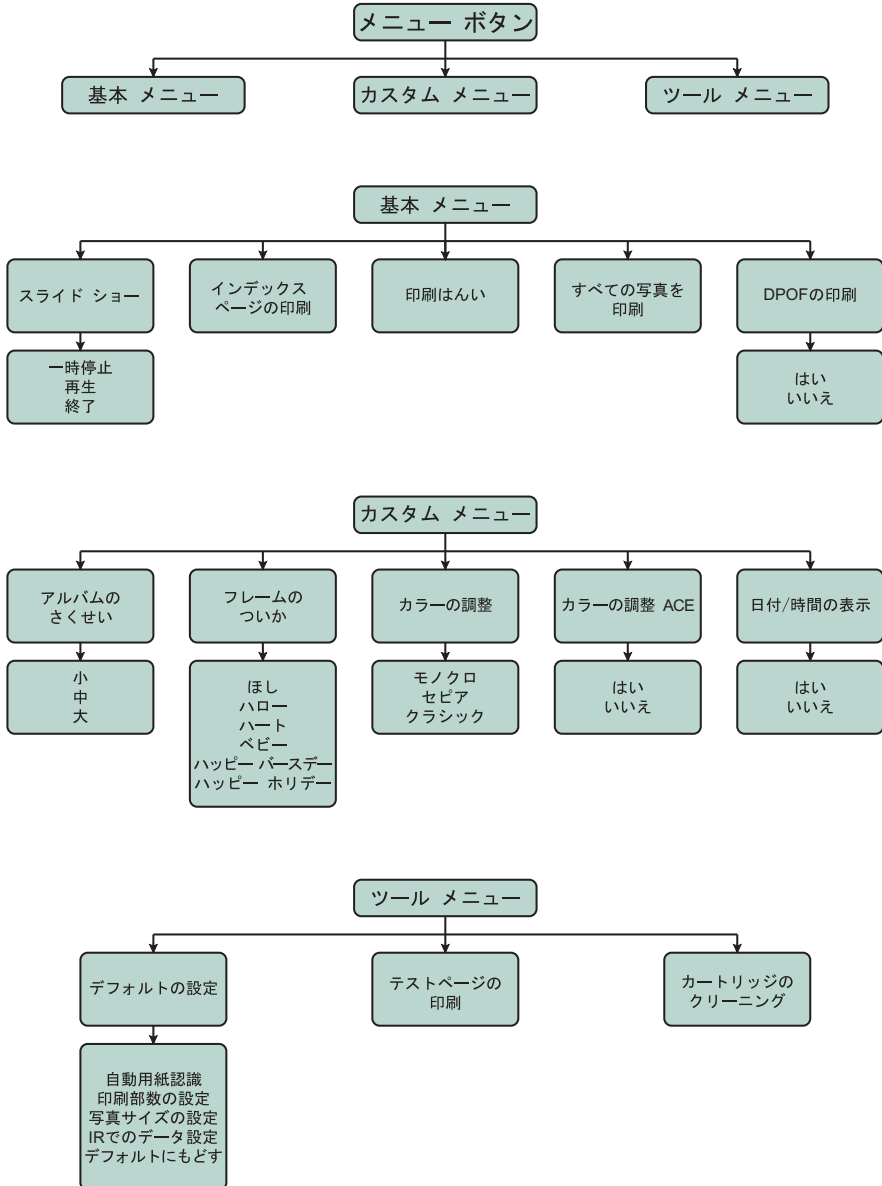 メニュー ボタン
基本 メニュー
カスタム メニュー
ツール メニュー
基本 メニュー
スライド ショー
インデックス
ページの印刷
印刷はんい
すべての写真を
印刷
DPOFの印刷
一時停止
再生
終了
はい
いいえ
カスタム メニュー
アルバムの
さくせい
フレームの
ついか
カラーの調整
カラーの調整 ACE
日付/時間の表示
小
中
大
ほし
ハロー
ハート
ベビー
ハッピー バースデー
ハッピー ホリデー
モノクロ
セピア
クラシック
はい
いいえ
はい
いいえ
ツール メニュー
デフォルトの設定
テストページの
印刷
カートリッジの
クリーニング
自動用紙認識
印刷部数の設定
写真サイズの設定
IRでのデータ設定
デフォルトにもどす